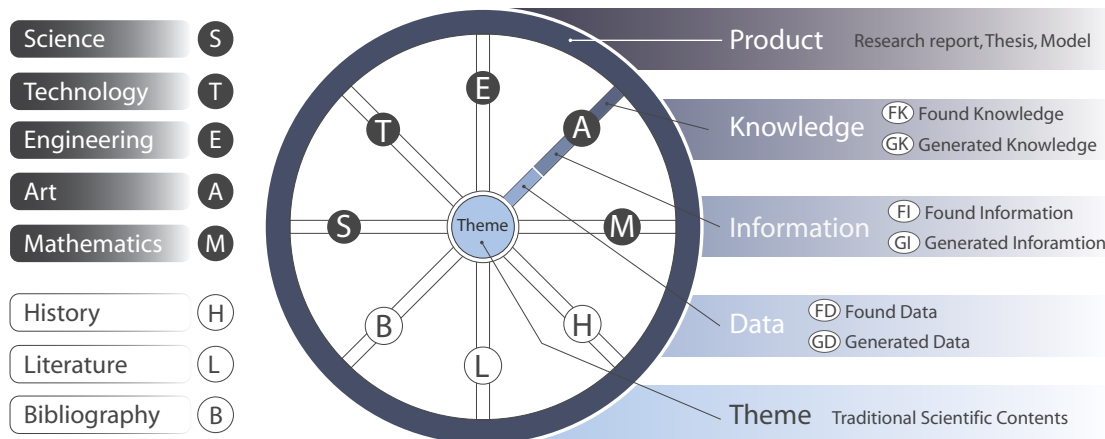 Science S
Technology T
Engineering E
Art A
Mathematics M
History H
Literature L
Bibliography B
E
T
A
S
Theme
M
B
H
L
Product Research report, Thesis, Model
Knowledge
FK Found Knowledge
GK Generated Knowledge
Information
FI Found Information
GI Generated Inforamtion
Data
FD Found Data
GD Generated Data
Theme Traditional Scientific Contents